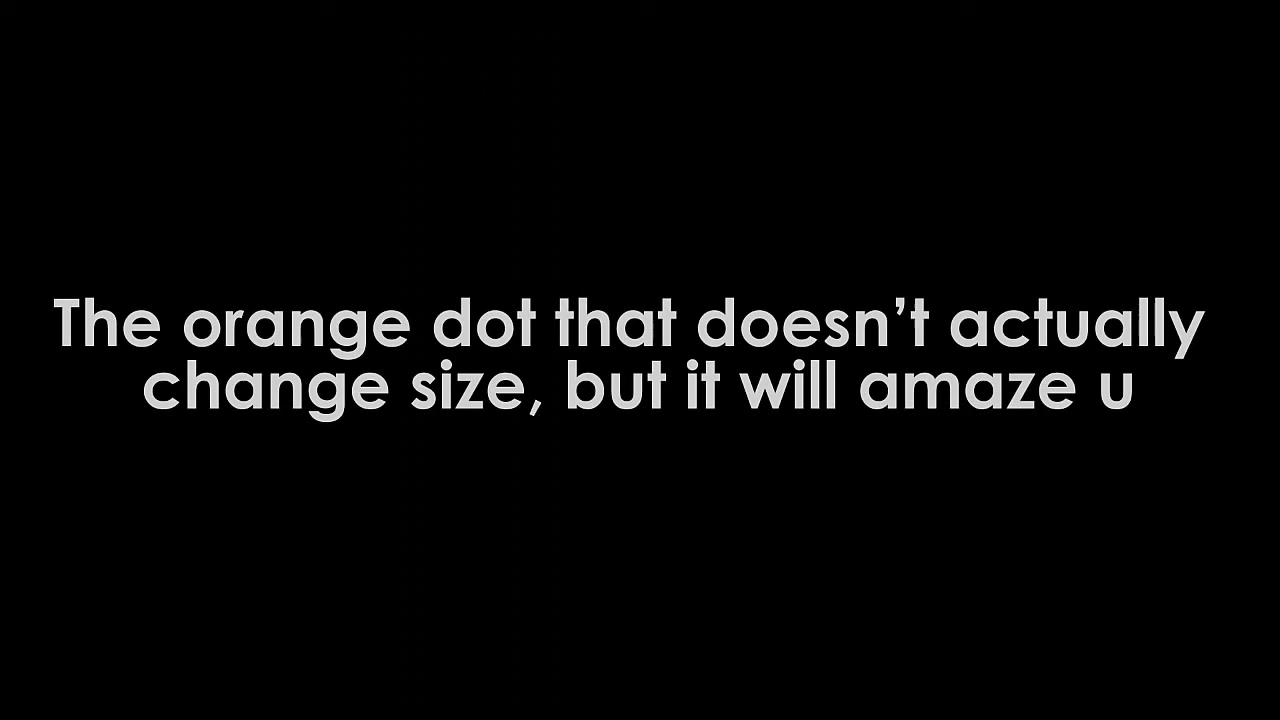 The orange dot that doesn’t actually
change size, but it will amaze u